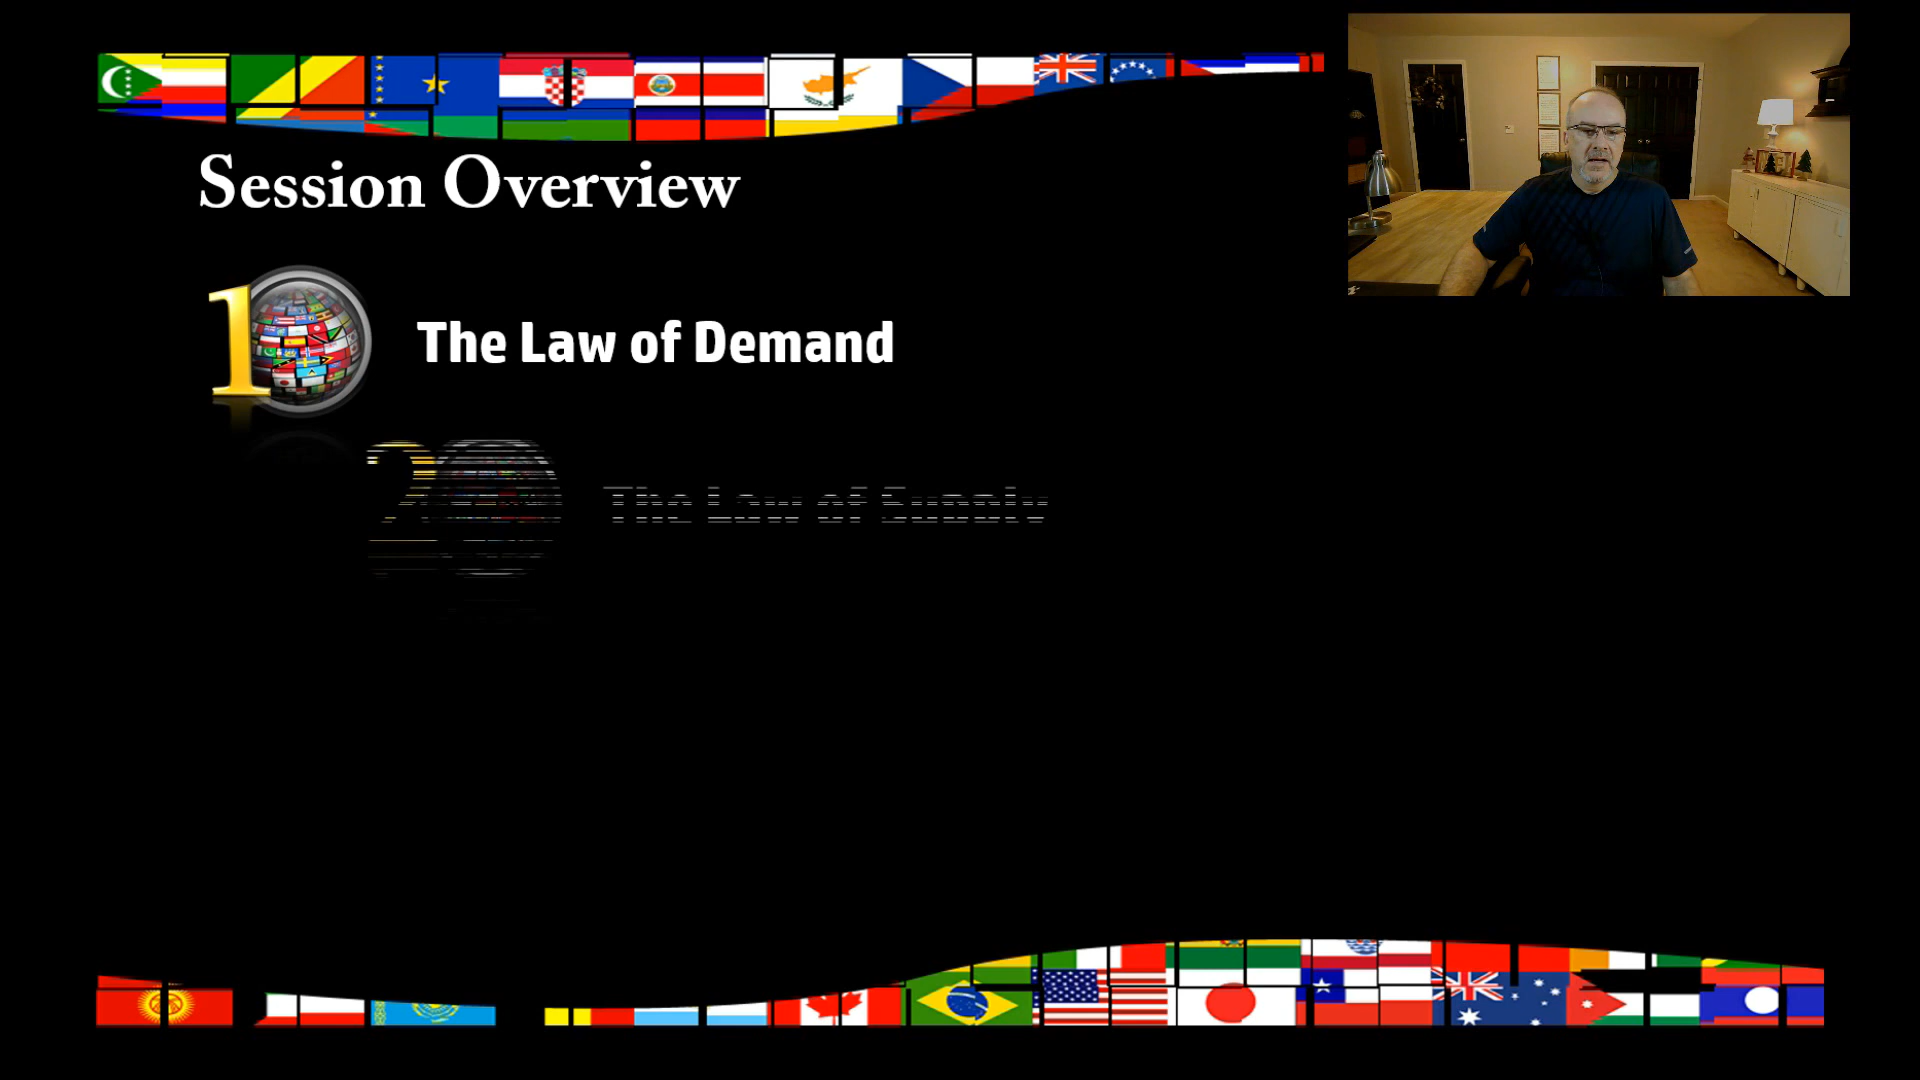 Session Overview
1 The Law of Demand
2 The Law of Supply